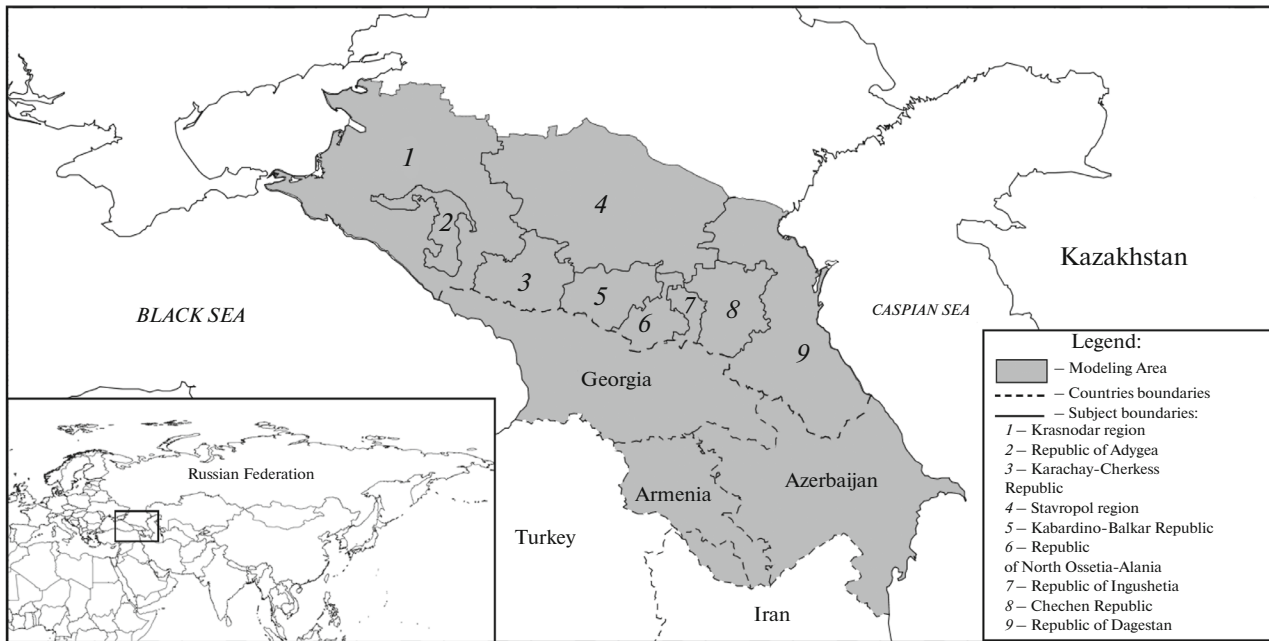 1
4
2
Kazakhstan
3
5
7
8
6
BLACK SEA
CASPIAN SEA
9
Georgia
Azerbaijan
Armenia
Turkey
Iran
Russian Federation
Legend:
– Modeling Area
– Countries boundaries
– Subject boundaries:
1 – Krasnodar region
2 – Republic of Adygea
3 – Karachay-Cherkess
Republic
4 – Stavropol region
5 – Kabardino-Balkar Republic
6 – Republic
of North Ossetia-Alania
7 – Republic of Ingushetia
8 – Chechen Republic
9 – Republic of Dagestan